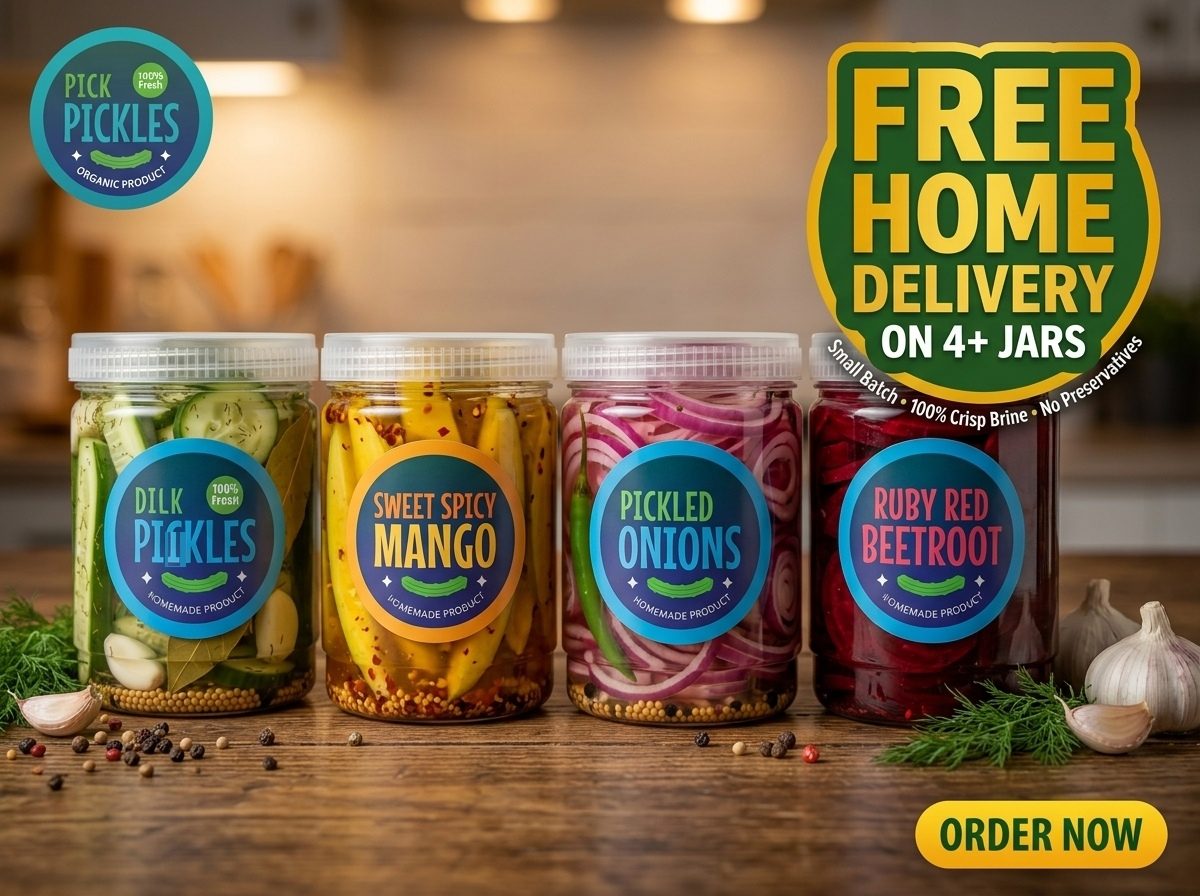 PICK
100% Fresh
PICKLES
ORGANIC PRODUCT
FREE
HOME
DELIVERY
ON 4+ JARS
Small Batch • 100% Crisp Brine • No Preservatives
DILK
100%
Fresh
HOMEMADE PRODUCT
SWEET SPICY
MANGO
HOMEMADE PRODUCT
PICKLED
ONIONS
HOMEMADE PRODUCT
RUBY RED
BEETROOT
HOMEMADE PRODUCT
ORDER NOW